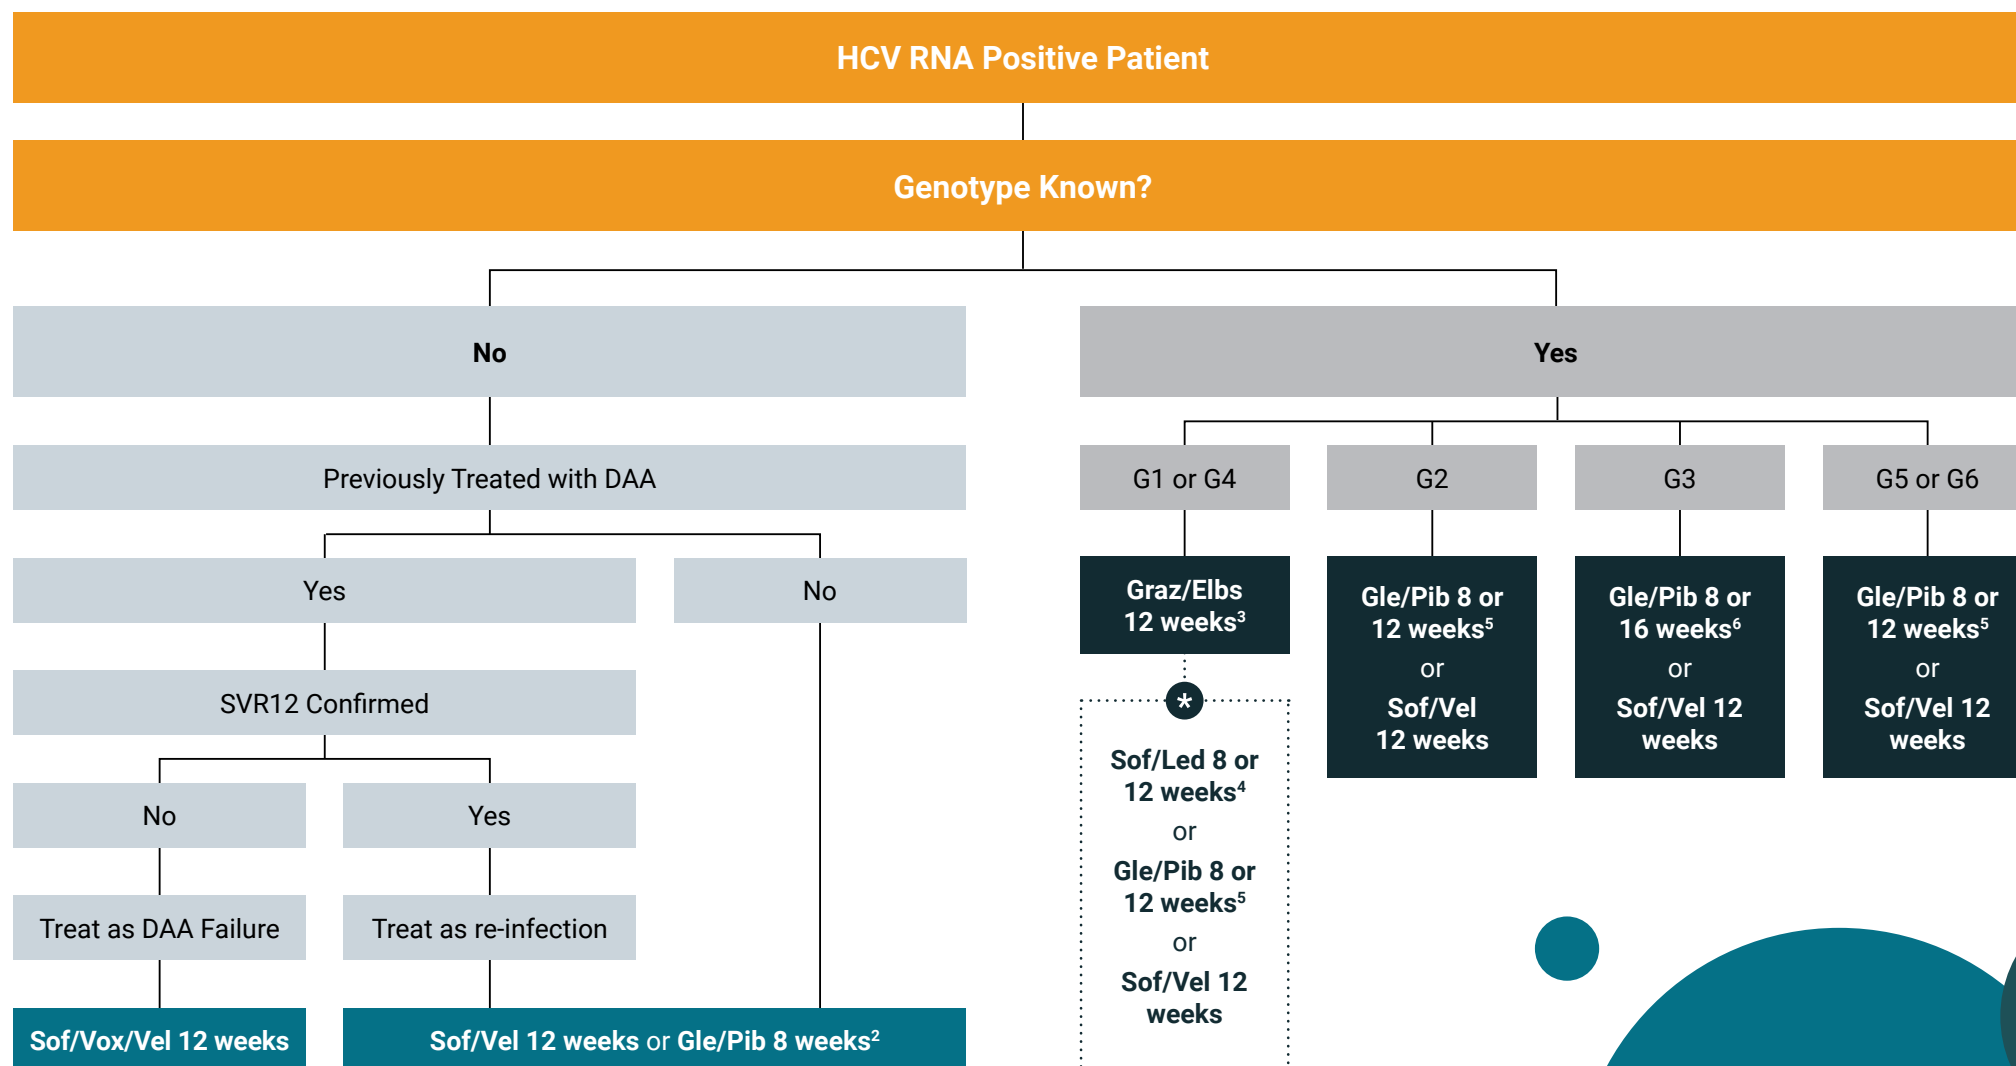 HCV RNA Positive Patient
Genotype Known?
No
Previously Treated with DAA
Yes
No
SVR12 Confirmed
No
Yes
Treat as DAA Failure
Treat as re-infection
Sof/Vox/Vel 12 weeks
Sof/Vel 12 weeks or Gle/Pib 8 weeks²
Yes
G1 or G4
G2
G3
G5 or G6
Graz/Elbs
12 weeks³
*
Sof/Led 8 or
12 weeks⁴
or
Gle/Pib 8 or
12 weeks⁵
or
Sof/Vel 12
weeks
Gle/Pib 8 or
12 weeks⁵
or
Sof/Vel
12 weeks
Gle/Pib 8 or
16 weeks⁶
or
Sof/Vel 12
weeks
Gle/Pib 8 or
12 weeks⁵
or
Sof/Vel 12
weeks